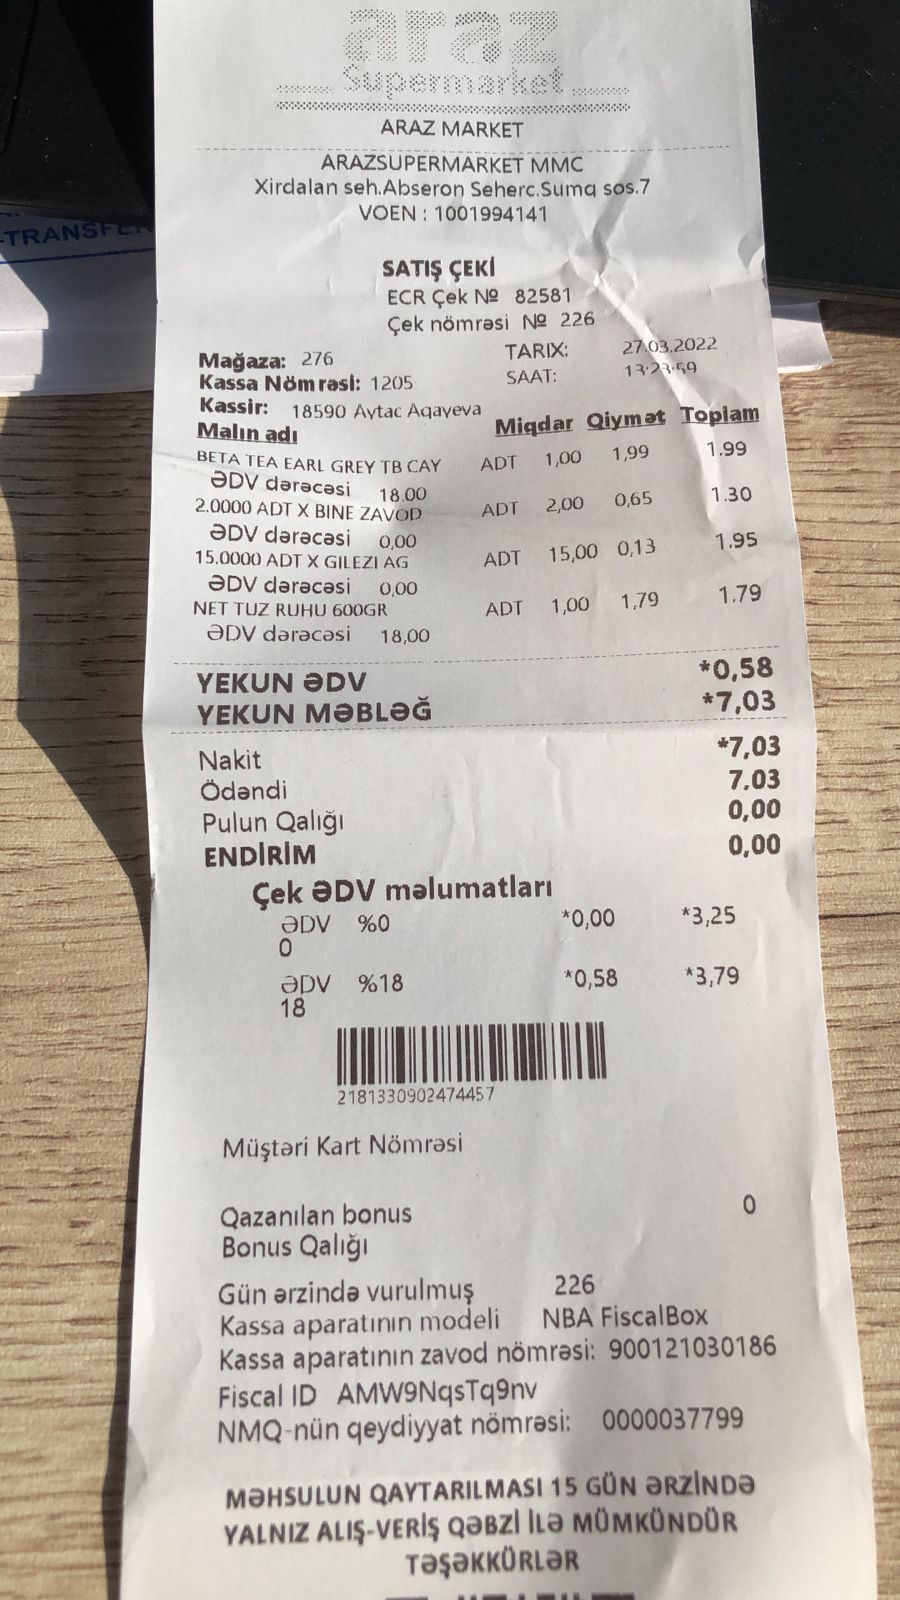 araz
Supermarket
ARAZ MARKET
ARAZSUPERMARKET MMC
Xirdalan seh.Abseron Seherc.Sumq sos.7
VOEN : 1001994141
-TRANSFER
SATIŞ ÇEKİ
ECR Çek № 82581
Çek nömrəsi № 226
Mağaza: 276 TARIX: 27.03.2022
Kassa Nömrəsi: 1205 SAAT: 13:23:59
Kassir: 18590 Aytac Aqayeva
Malın adı Miqdar Qiymət Toplam
BETA TEA EARL GREY TB CAY ADT 1,00 1,99 1.99
ƏDV dərəcəsi 18,00
2.0000 ADT X BINE ZAVOD ADT 2,00 0,65 1.30
ƏDV dərəcəsi 0,00
15.0000 ADT X GILEZI AG ADT 15,00 0,13 1.95
ƏDV dərəcəsi 0,00
NET TUZ RUHU 600GR ADT 1,00 1,79 1.79
ƏDV dərəcəsi 18,00
YEKUN ƏDV *0,58
YEKUN MƏBLƏĞ *7,03
Nakit *7,03
Ödəndi 7.03
Pulun Qalığı 0,00
ENDİRİM 0,00
Çek ƏDV məlumatları
ƏDV %0 *0,00 *3,25
0
ƏDV %18 *0,58 *3,79
18
2181330902474457
Müştəri Kart Nömrəsi
Qazanılan bonus 0
Bonus Qalığı
Gün ərzində vurulmuş 226
Kassa aparatının modeli NBA FiscalBox
Kassa aparatının zavod nömrəsi: 900121030186
Fiscal ID AMW9NqsTq9nv
NMQ-nün qeydiyyat nömrəsi: 0000037799
MƏHSULUN QAYTARILMASI 15 GÜN ƏRZİNDƏ
YALNIZ ALIŞ-VERİŞ QƏBZİ İLƏ MÜMKÜNDÜR
TƏŞƏKKÜRLƏR